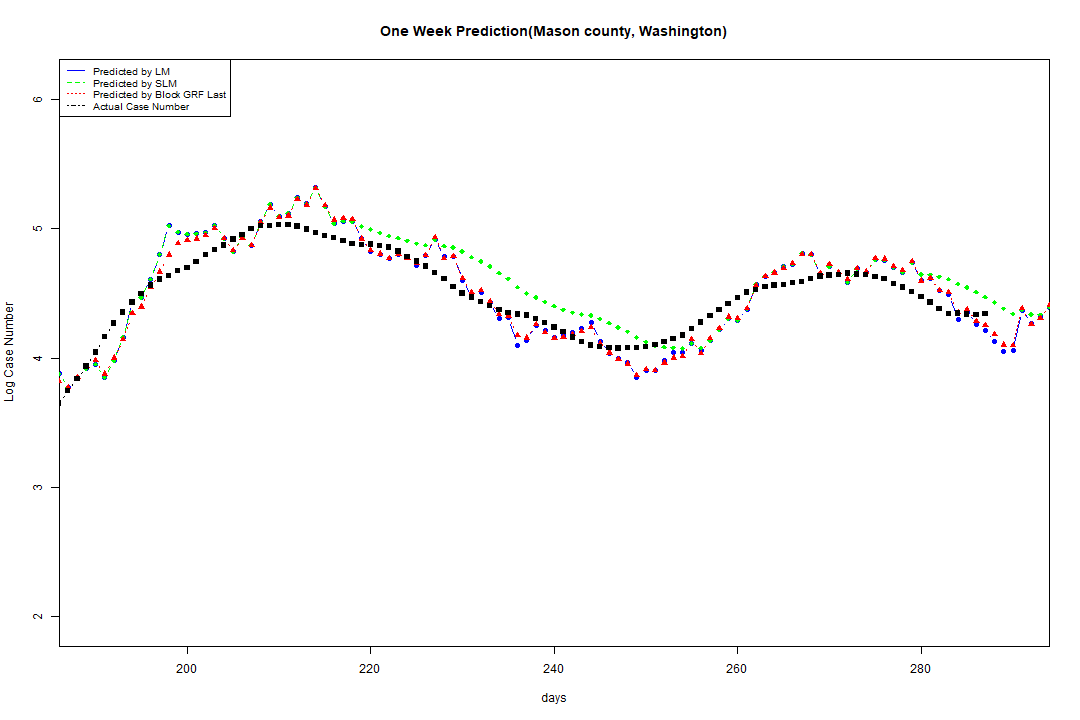 One Week Prediction(Mason county, Washington)
Predicted by LM
Predicted by SLM
Predicted by Block GRF Last
Actual Case Number
6
5
4
3
2
Log Case Number
200 220 240 260 280
days